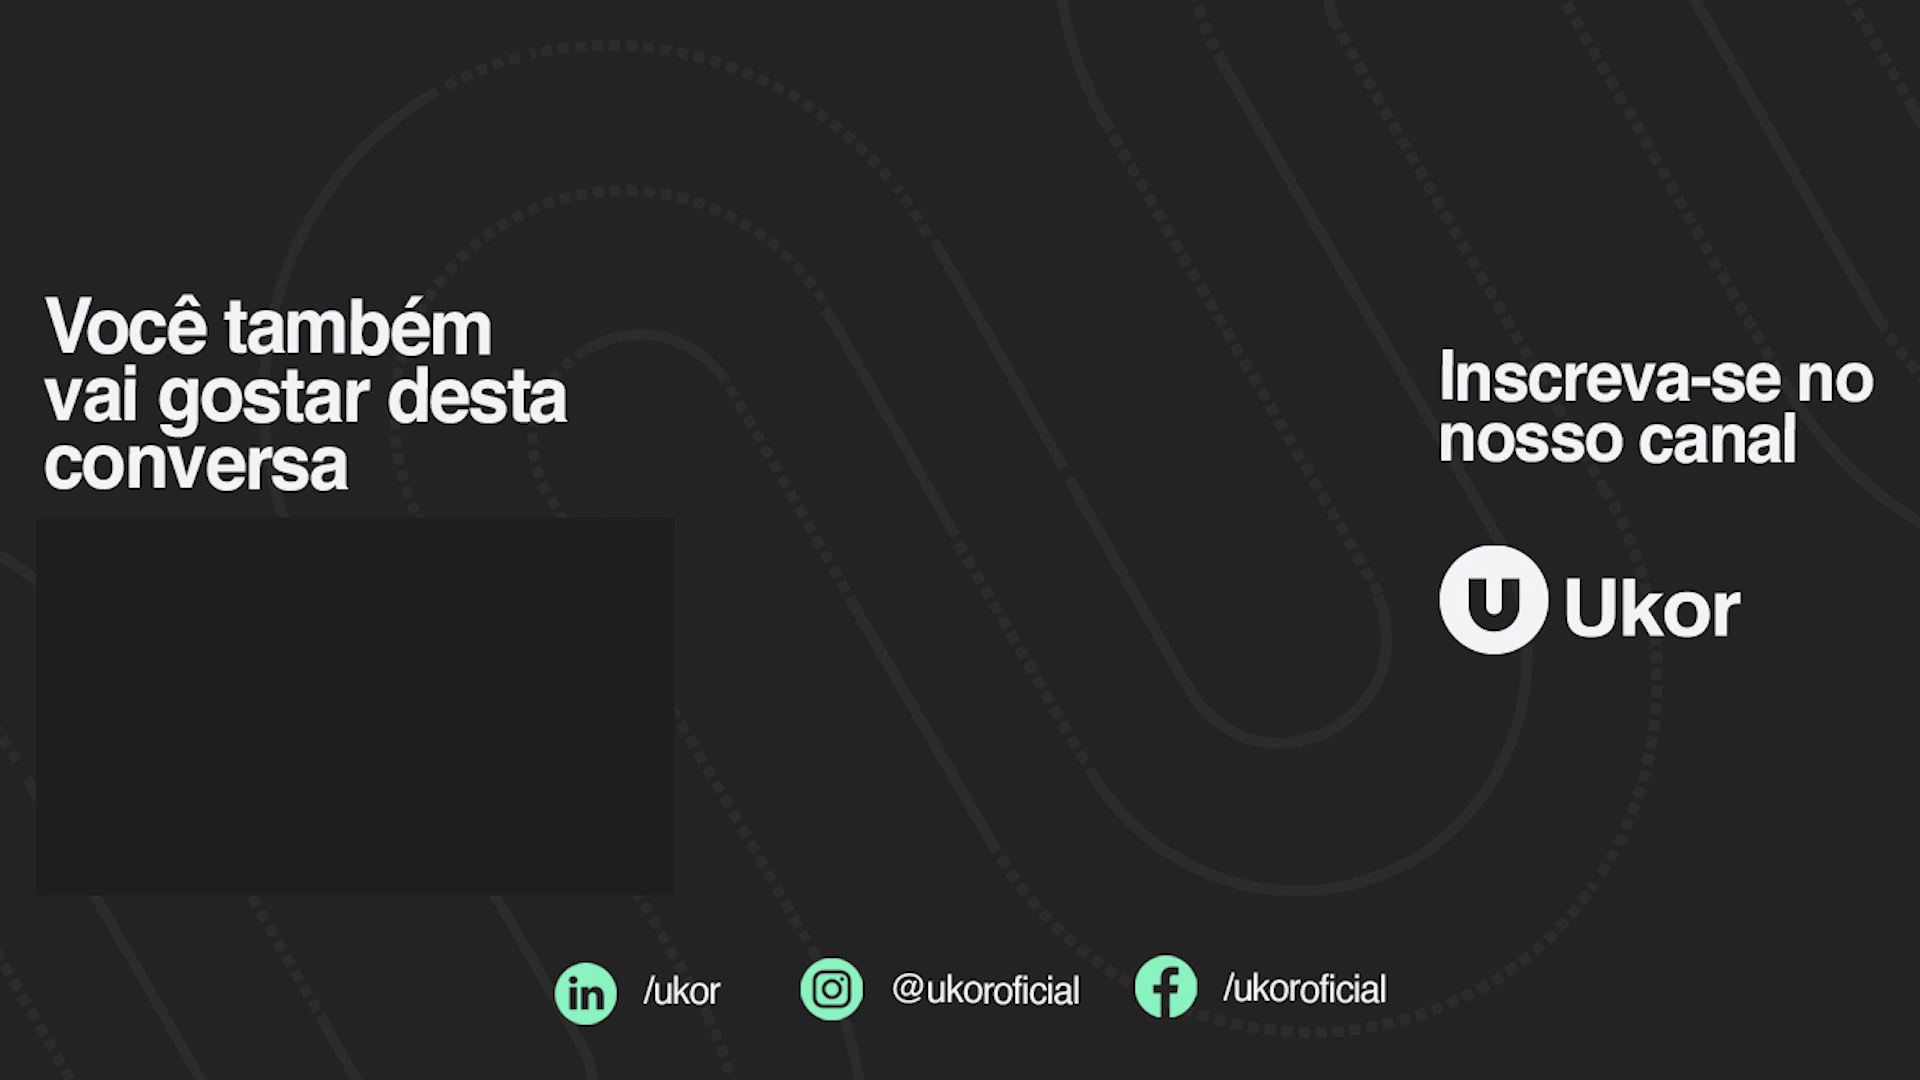 Você também
vai gostar desta
conversa
Inscreva-se no
nosso canal
U Ukor
in /ukor
@ukoroficial
f /ukoroficial